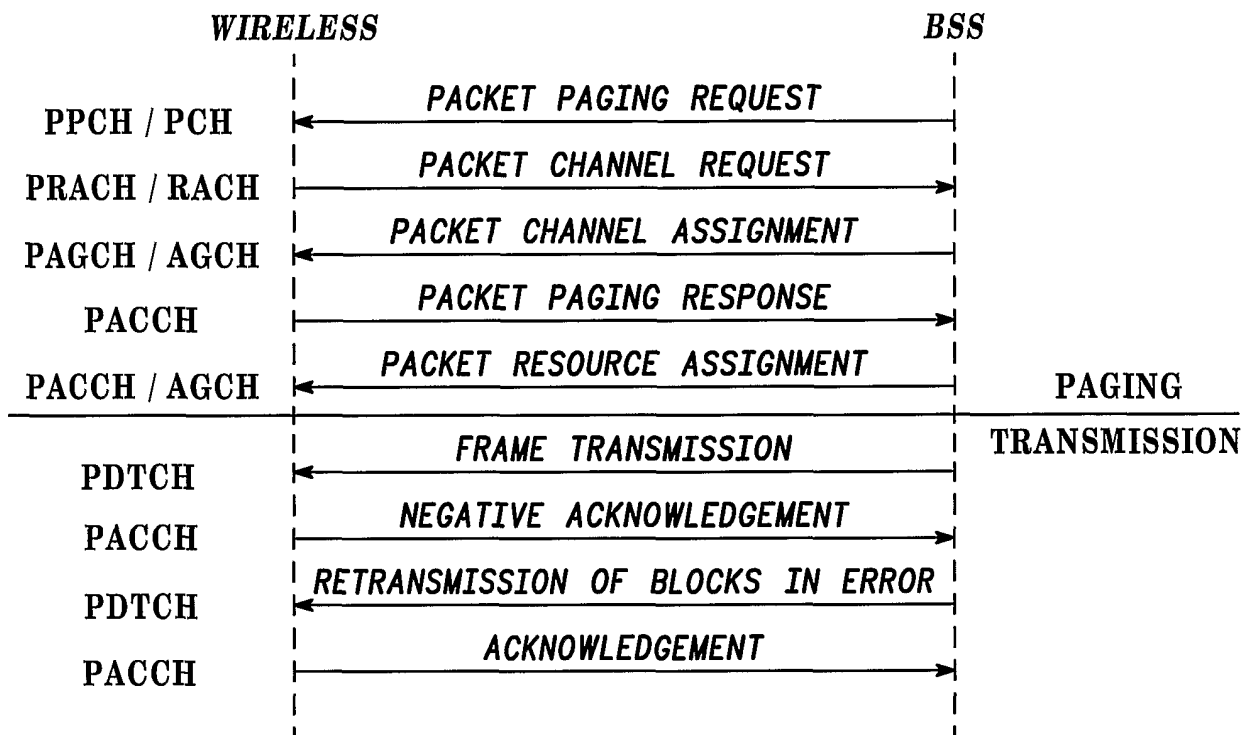 WIRELESS BSS
PACKET PAGING REQUEST
PPCH / PCH
PACKET CHANNEL REQUEST
PRACH / RACH
PACKET CHANNEL ASSIGNMENT
PAGCH / AGCH
PACKET PAGING RESPONSE
PACCH
PACKET RESOURCE ASSIGNMENT
PACCH / AGCH
PAGING
TRANSMISSION
FRAME TRANSMISSION
PDTCH
NEGATIVE ACKNOWLEDGEMENT
PACCH
RETRANSMISSION OF BLOCKS IN ERROR
PDTCH
ACKNOWLEDGEMENT
PACCH